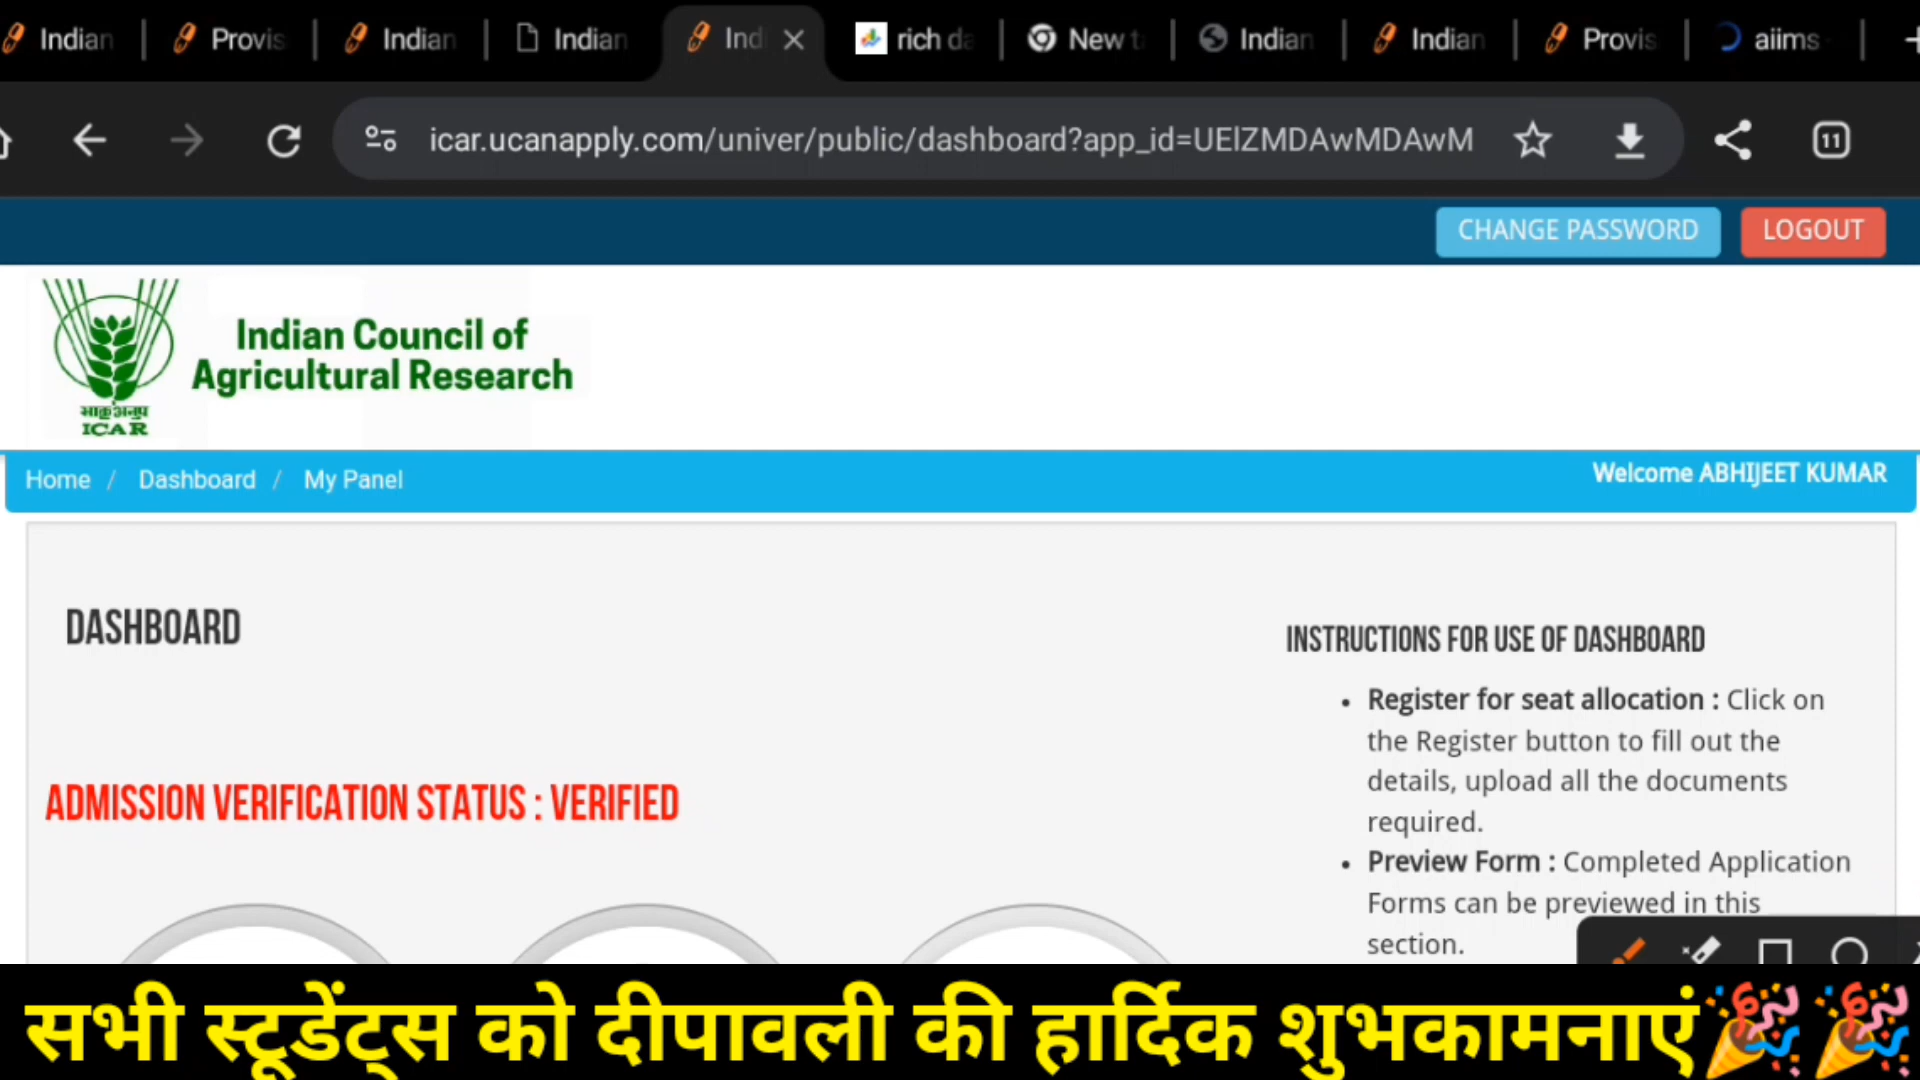 Indian
Provis
Indian
Indian
Ind
rich da
New t
Indian
Indian
Provis
aiims
icar.ucanapply.com/univer/public/dashboard?app_id=UElZMDAwMDAwM
11
CHANGE PASSWORD
LOGOUT
Indian Council of
Agricultural Research
भाकृअनुप
ICAR
Home / Dashboard / My Panel
Welcome ABHIJEET KUMAR
DASHBOARD
ADMISSION VERIFICATION STATUS : VERIFIED
INSTRUCTIONS FOR USE OF DASHBOARD
• Register for seat allocation : Click on
the Register button to fill out the
details, upload all the documents
required.
• Preview Form : Completed Application
Forms can be previewed in this
section.
सभी स्टूडेंट्स को दीपावली की हार्दिक शुभकामनाएं🎉🎉